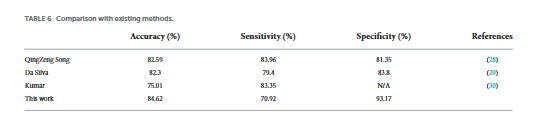 TABLE 6 Comparison with existing methods.
Accuracy (%) Sensitivity (%) Specificity (%) References
QingZeng Song 82.59 83.96 81.35 (28)
Da Silva 82.3 79.4 83.8 (29)
Kumar 75.01 83.35 N/A (30)
This work 84.62 70.92 93.17